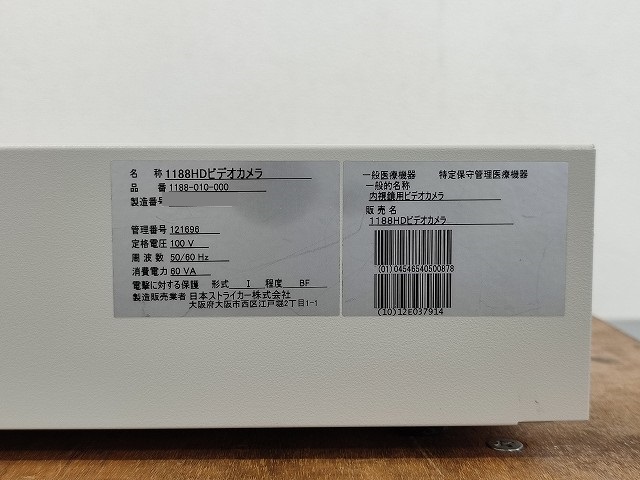 名 称 1188HDビデオカメラ
品 番 1188-010-000
製造番号
管理番号 121696
定格電圧 100 V
周波数 50/60 Hz
消費電力 60 VA
電撃に対する保護 形式 I 程度 BF
製造販売業者 日本ストライカー株式会社
大阪府大阪市西区江戸堀2丁目1-1
一般医療機器 特定保守管理医療機器
一般的名称
内視鏡用ビデオカメラ
販売名
1188HDビデオカメラ
(01)04546540500878
(10)12E037914